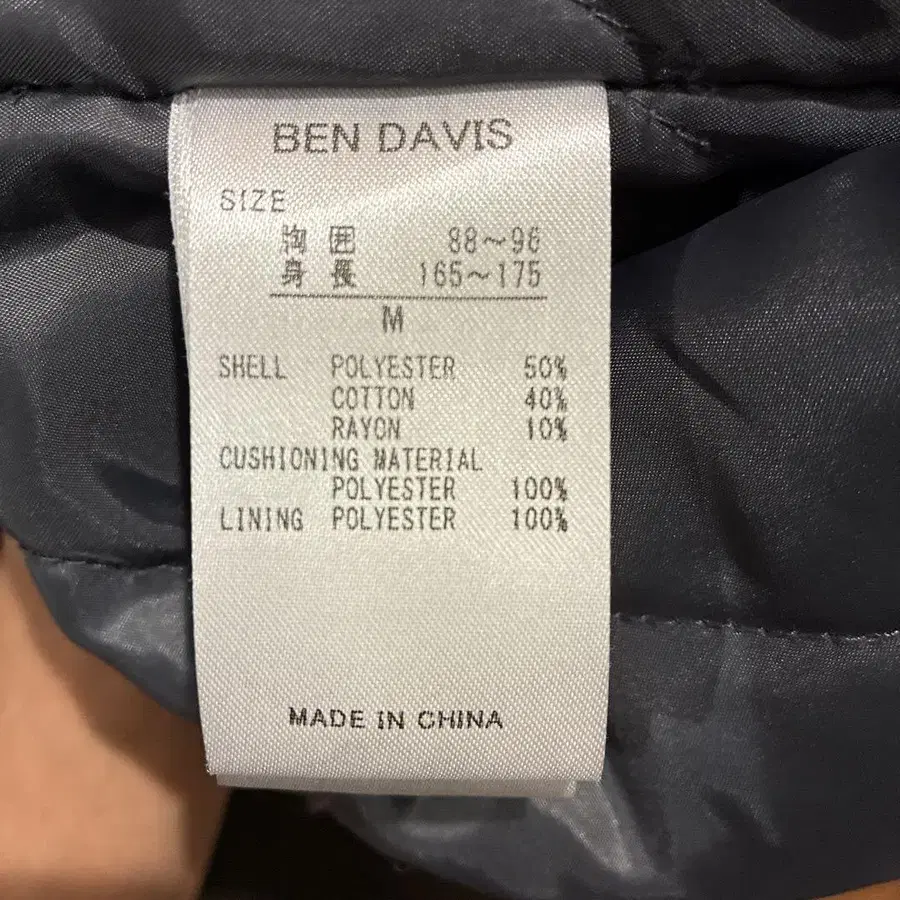 BEN DAVIS
SIZE
胸囲 88～96
身長 165～175
M
SHELL POLYESTER 50%
COTTON 40%
RAYON 10%
CUSHIONING MATERIAL
POLYESTER 100%
LINING POLYESTER 100%
MADE IN CHINA